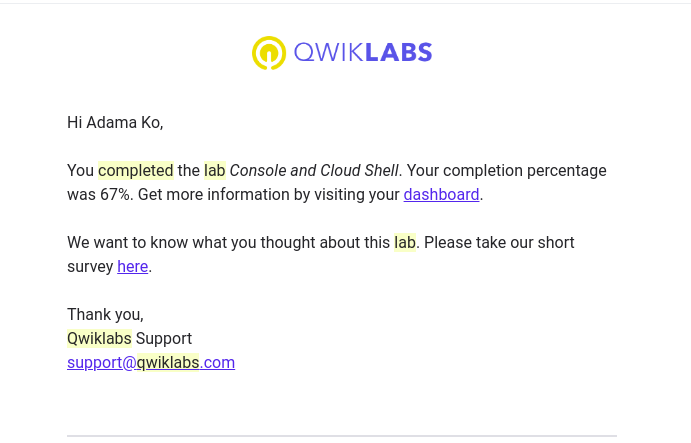 QWIKLABS
Hi Adama Ko,
You completed the lab Console and Cloud Shell. Your completion percentage
was 67%. Get more information by visiting your dashboard.
We want to know what you thought about this lab. Please take our short
survey here.
Thank you,
Qwiklabs Support
support@qwiklabs.com